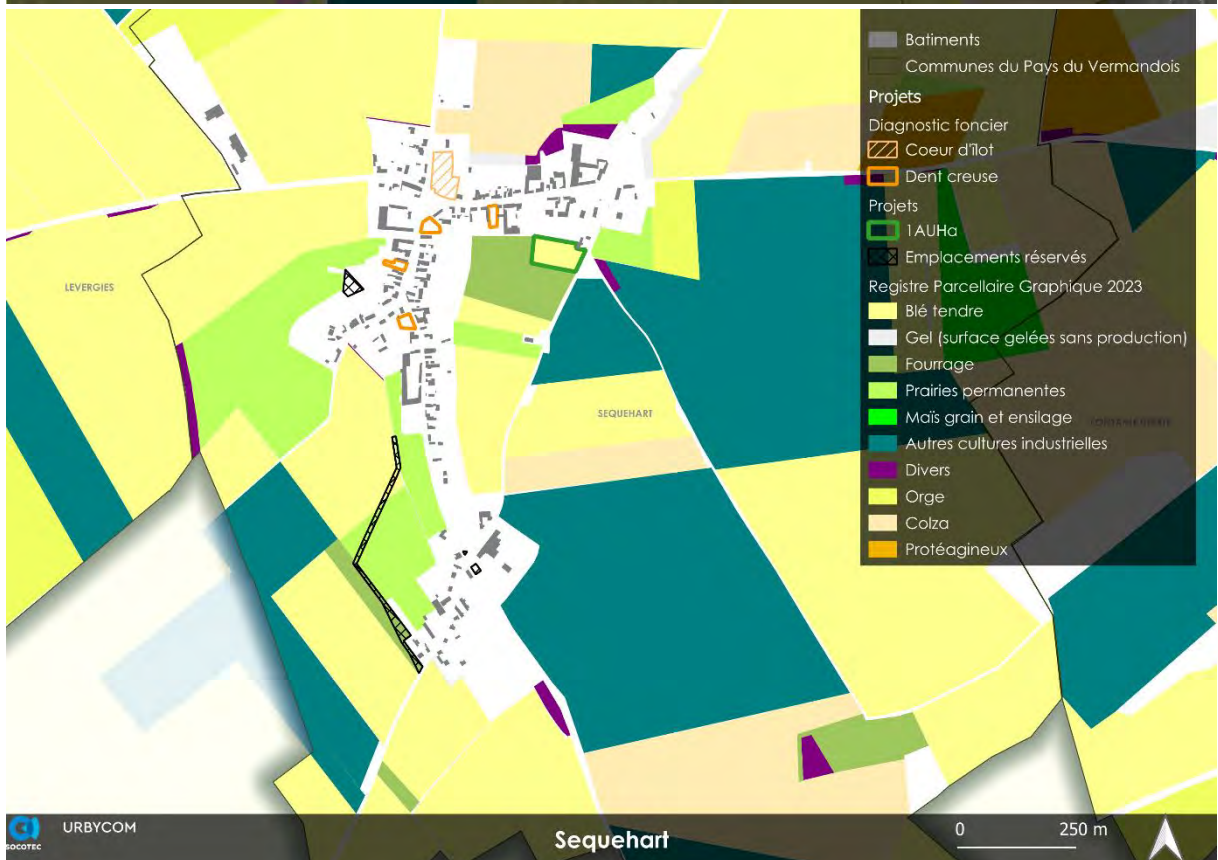 Batiments
Communes du Pays du Vermandois
Projets
Diagnostic foncier
Coeur d'îlot
Dent creuse
Projets
1AUHa
Emplacements réservés
Registre Parcellaire Graphique 2023
Blé tendre
Gel (surface gelées sans production)
Fourrage
Prairies permanentes
Maïs grain et ensilage
Autres cultures industrielles
Divers
Orge
Colza
Protéagineux
LEVERGIES
SEQUEHART
SOCOTEC
URBYCOM
Sequehart
0 250 m